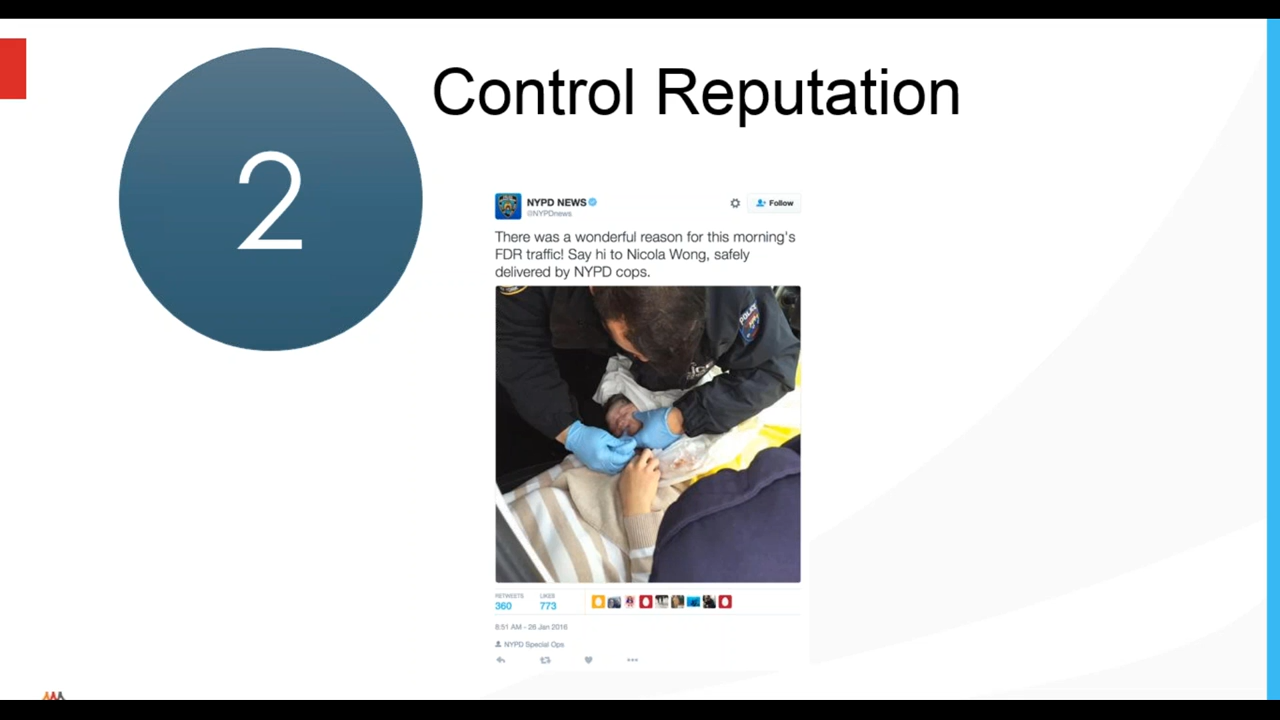 2
Control Reputation
NYPD NEWS
@NYPDnews
Follow
There was a wonderful reason for this morning's
FDR traffic! Say hi to Nicola Wong, safely
delivered by NYPD cops.
POLICE
RETWEETS
LIKES
360
773
8:51 AM - 26 Jan 2016
NYPD Special Ops